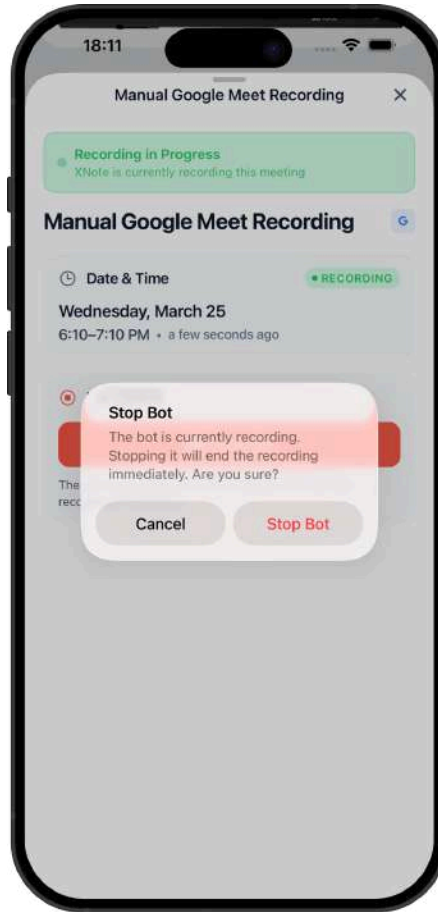 18:11
Manual Google Meet Recording
Recording in Progress
XNote is currently recording this meeting
Manual Google Meet Recording
G
Date & Time
• RECORDING
Wednesday, March 25
6:10–7:10 PM • a few seconds ago
Stop Bot
The bot is currently recording.
Stopping it will end the recording
immediately. Are you sure?
The
rec
Cancel
Stop Bot